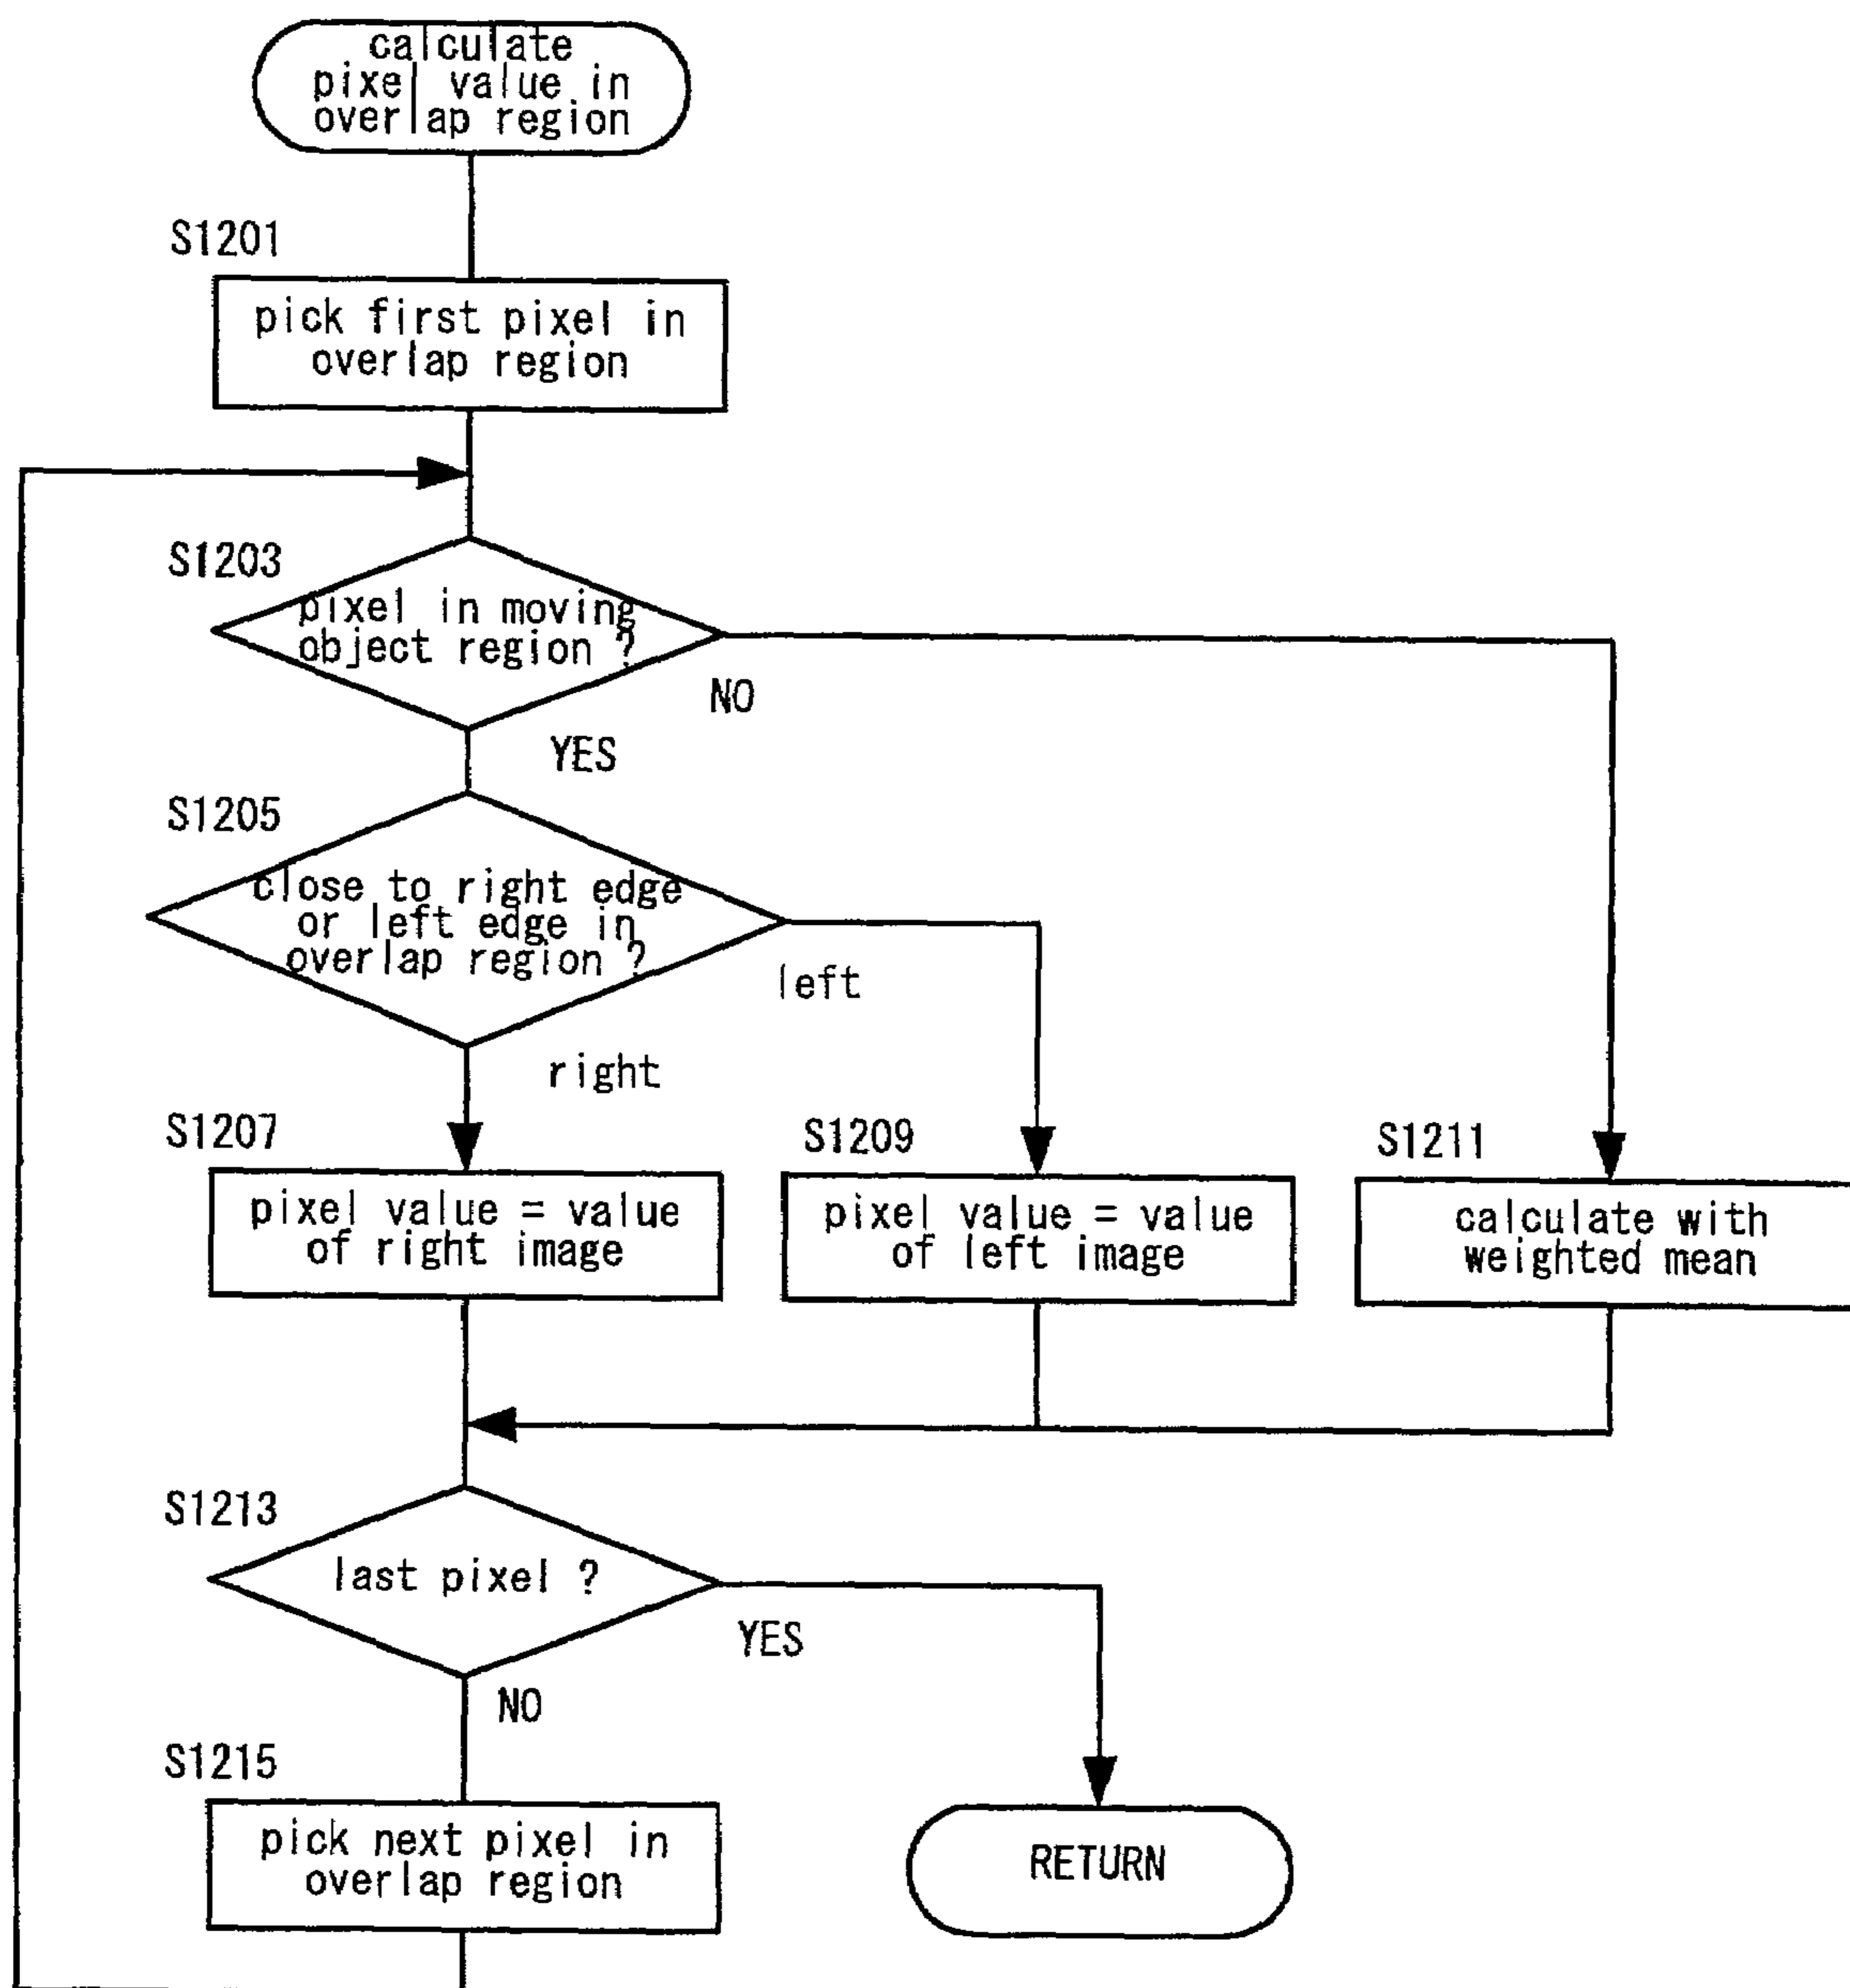 calculate
pixel value in
overlap region
S1201
pick first pixel in
overlap region
S1203
pixel in moving
object region ?
NO
YES
S1205
close to right edge
or left edge in
overlap region ?
left
right
S1207
pixel value = value
of right image
S1209
pixel value = value
of left image
S1211
calculate with
weighted mean
S1213
last pixel ?
YES
NO
S1215
pick next pixel in
overlap region
RETURN